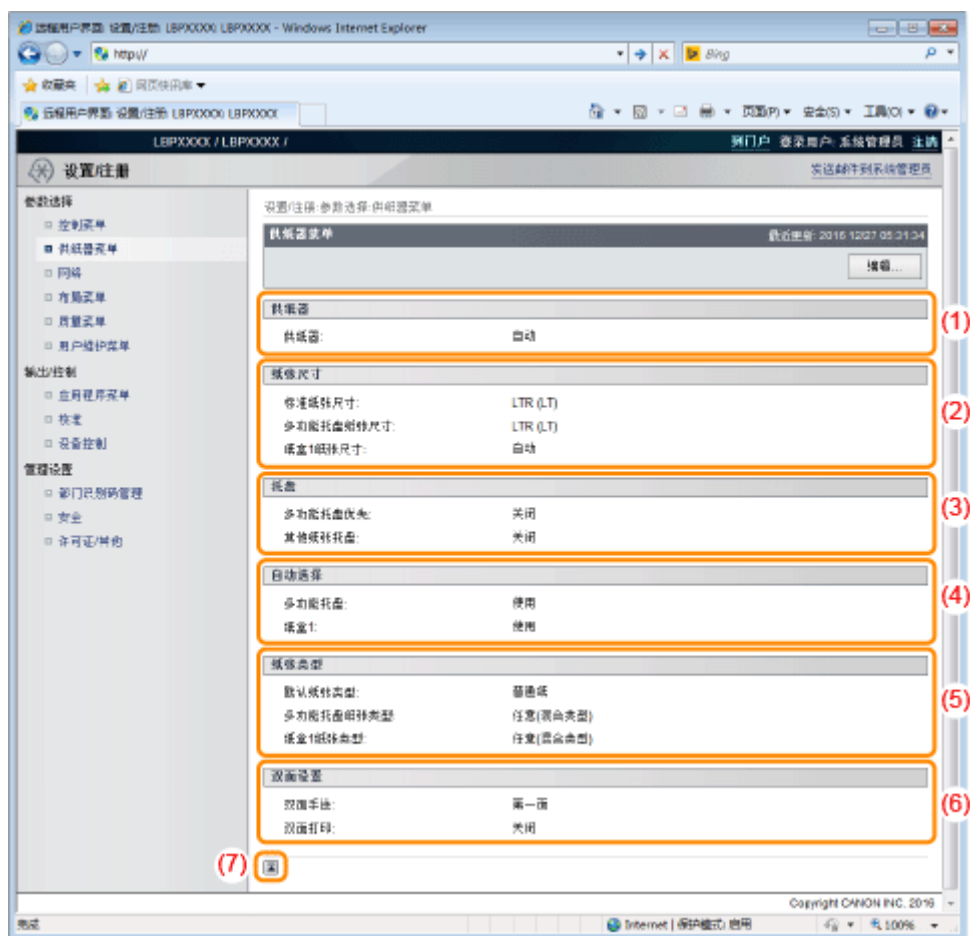 远程用户界面: 设置/注册: LBPXXXX: LBPXXXX - Windows Internet Explorer
http://
Bing
收藏夹 网页快讯库
远程用户界面: 设置/注册: LBPXXXX: LBPXXXX
页面(P) 安全(S) 工具(O)
LBPXXXX / LBPXXXX /
到门户 登录用户: 系统管理员 注销
设置/注册
发送邮件到系统管理员
参数选择
控制菜单
供纸器菜单
网络
布局菜单
质量菜单
用户维护菜单
输出/控制
应用程序菜单
校准
设备控制
管理设置
部门识别码管理
安全
许可证/其他
设置/注册:参数选择:供纸器菜单
供纸器菜单
最近更新: 2016 12/27 05:31:34
编辑...
供纸器
供纸器: 自动
(1)
纸张尺寸
标准纸张尺寸: LTR (LT)
多功能托盘纸张尺寸: LTR (LT)
纸盒1纸张尺寸: 自动
(2)
托盘
多功能托盘优先: 关闭
其他纸张托盘: 关闭
(3)
自动选择
多功能托盘: 使用
纸盒1: 使用
(4)
纸张类型
默认纸张类型: 普通纸
多功能托盘纸张类型: 任意(混合类型)
纸盒1纸张类型: 任意(混合类型)
(5)
双面设置
双面手送: 第一面
双面打印: 关闭
(6)
(7)
Copyright CANON INC. 2016
完成
Internet | 保护模式: 启用
100%